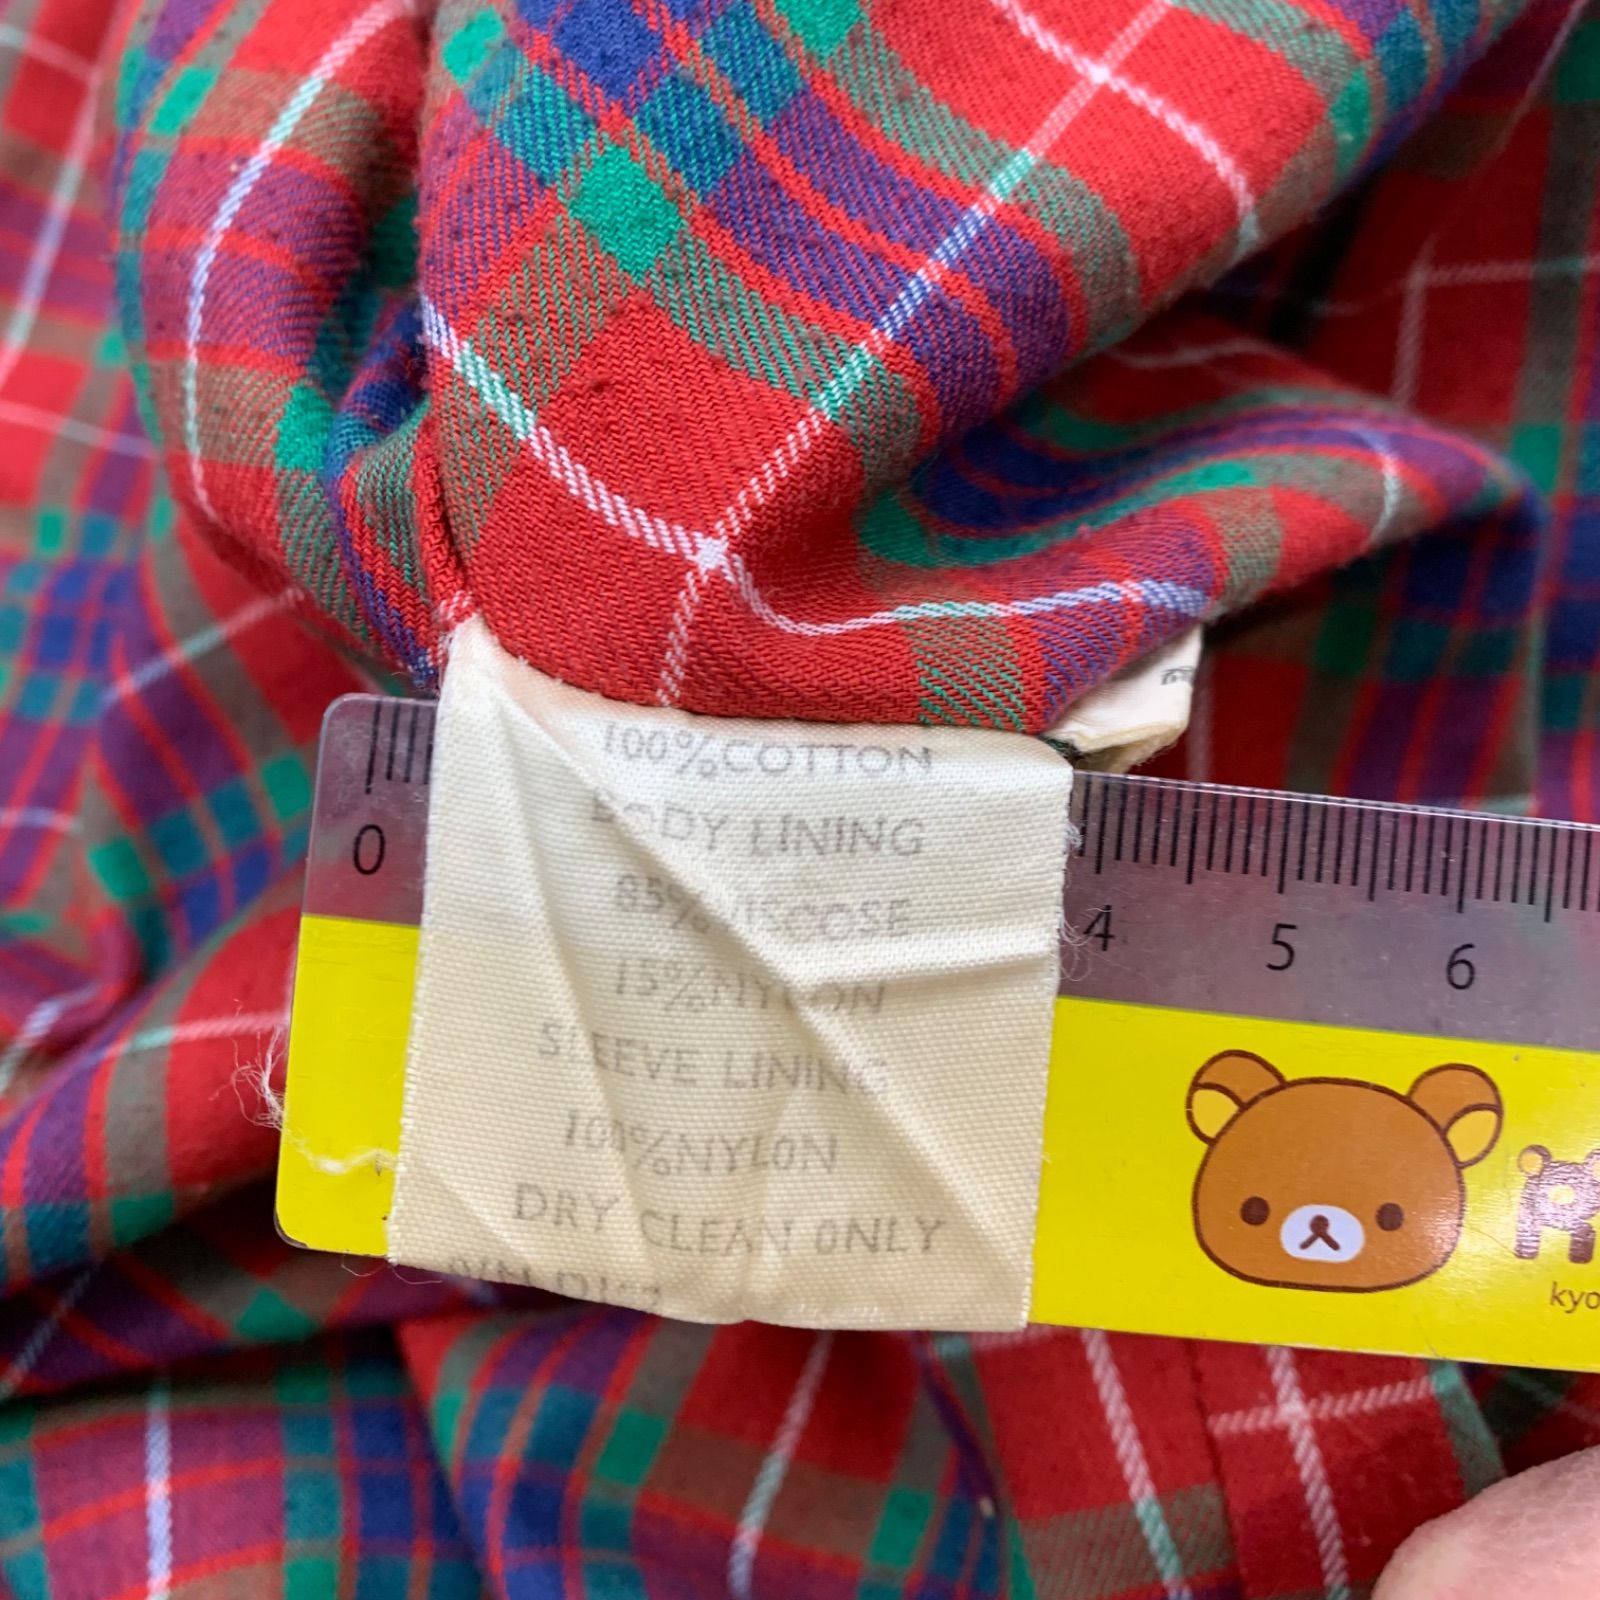 100%COTTON
BODY LINING
85%VISCOSE
15%NYLON
SLEEVE LINING
100%NYLON
DRY CLEAN ONLY
0 4 5 6
kyo